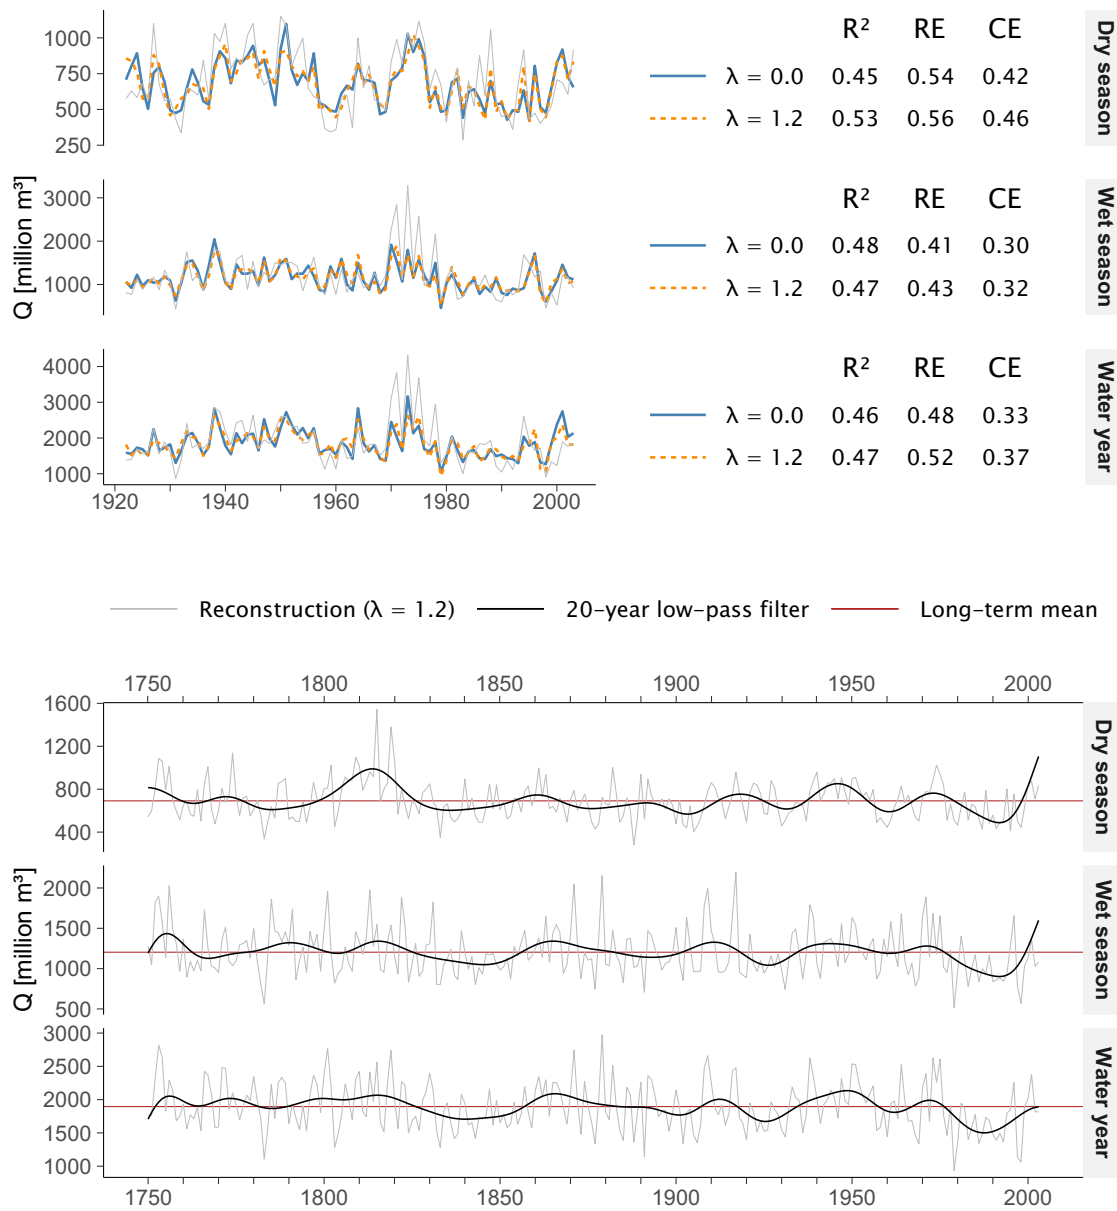 1000
750
500
250
R² RE CE
λ = 0.0 0.45 0.54 0.42
λ = 1.2 0.53 0.56 0.46
Dry season
3000
2000
1000
R² RE CE
λ = 0.0 0.48 0.41 0.30
λ = 1.2 0.47 0.43 0.32
Wet season
Q [million m³]
4000
3000
2000
1000
R² RE CE
λ = 0.0 0.46 0.48 0.33
λ = 1.2 0.47 0.52 0.37
Water year
1920 1940 1960 1980 2000
Reconstruction (λ = 1.2) 20-year low-pass filter Long-term mean
1750 1800 1850 1900 1950 2000
1600
1200
800
400
Dry season
2000
1500
1000
500
Wet season
Q [million m³]
3000
2500
2000
1500
1000
Water year
1750 1800 1850 1900 1950 2000